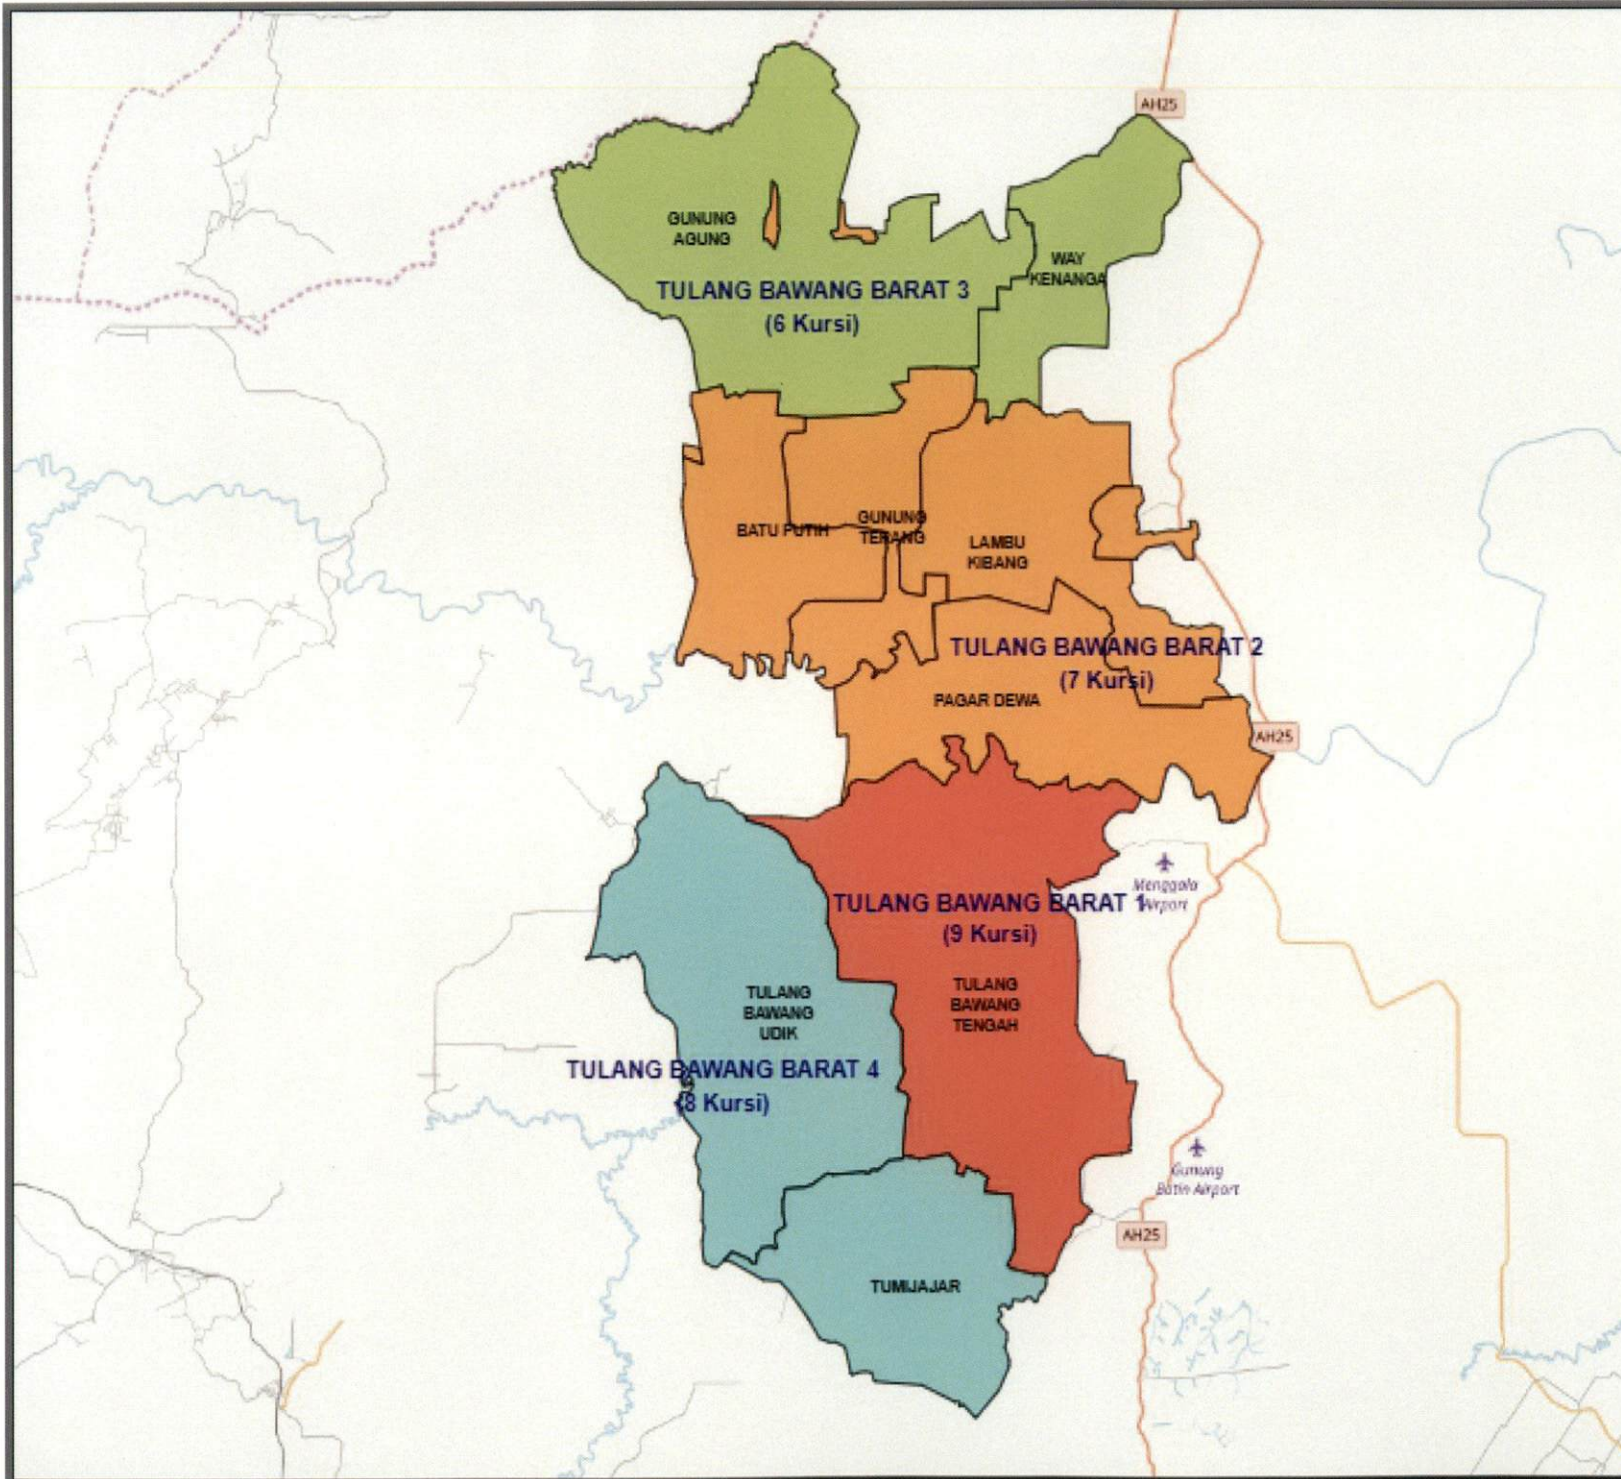 AH25
GUNUNG
AGUNG
WAY
KENANGA
TULANG BAWANG BARAT 3
(6 Kursi)
BATU PUTIH
GUNUNG
TERANG
LAMBU
KIBANG
TULANG BAWANG BARAT 2
(7 Kursi)
PAGAR DEWA
AH25
Menggala
Airport
TULANG BAWANG BARAT 1
(9 Kursi)
TULANG
BAWANG
TENGAH
TULANG
BAWANG
UDIK
TULANG BAWANG BARAT 4
(8 Kursi)
Gunung
Batin Airport
AH25
TUMIJAJAR